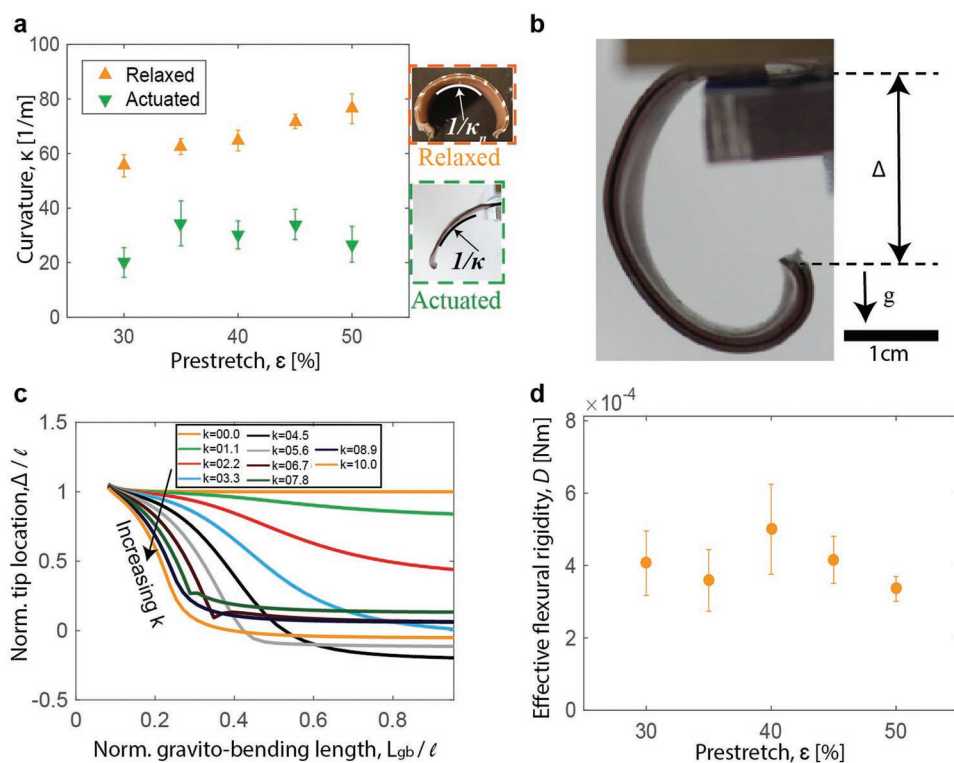 a
100
80
60
40
20
0
Curvature, κ [1/m]
Relaxed
Actuated
30
40
50
Prestretch, ε [%]
1/κn
Relaxed
1/κ
Actuated
b
Δ
g
1cm
c
1.5
1
0.5
0
-0.5
Norm. tip location, Δ / ℓ
k=00.0
k=01.1
k=02.2
k=03.3
k=04.5
k=05.6
k=06.7
k=07.8
k=08.9
k=10.0
Increasing k
0
0.2
0.4
0.6
0.8
Norm. gravito-bending length, Lgb / ℓ
d
×10-4
8
6
4
2
0
Effective flexural rigidity, D [Nm]
30
40
50
Prestretch, ε [%]